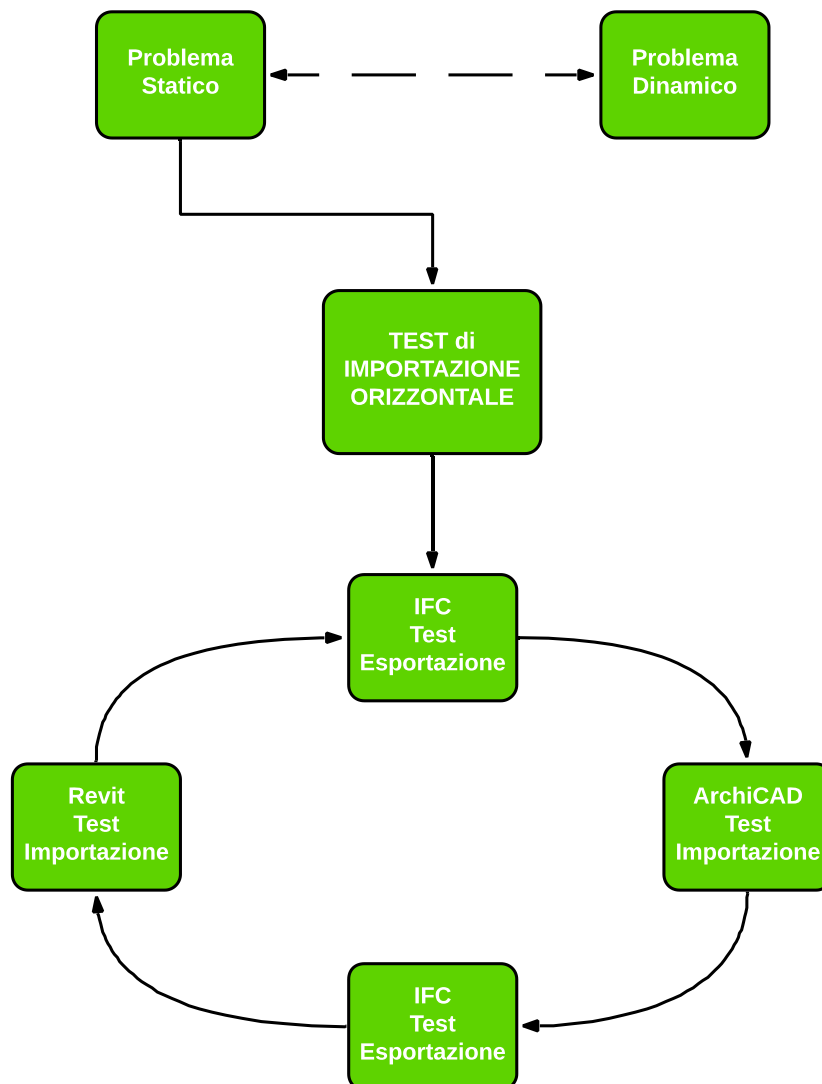 Problema
Statico
Problema
Dinamico
TEST di
IMPORTAZIONE
ORIZZONTALE
IFC
Test
Esportazione
Revit
Test
Importazione
ArchiCAD
Test
Importazione
IFC
Test
Esportazione